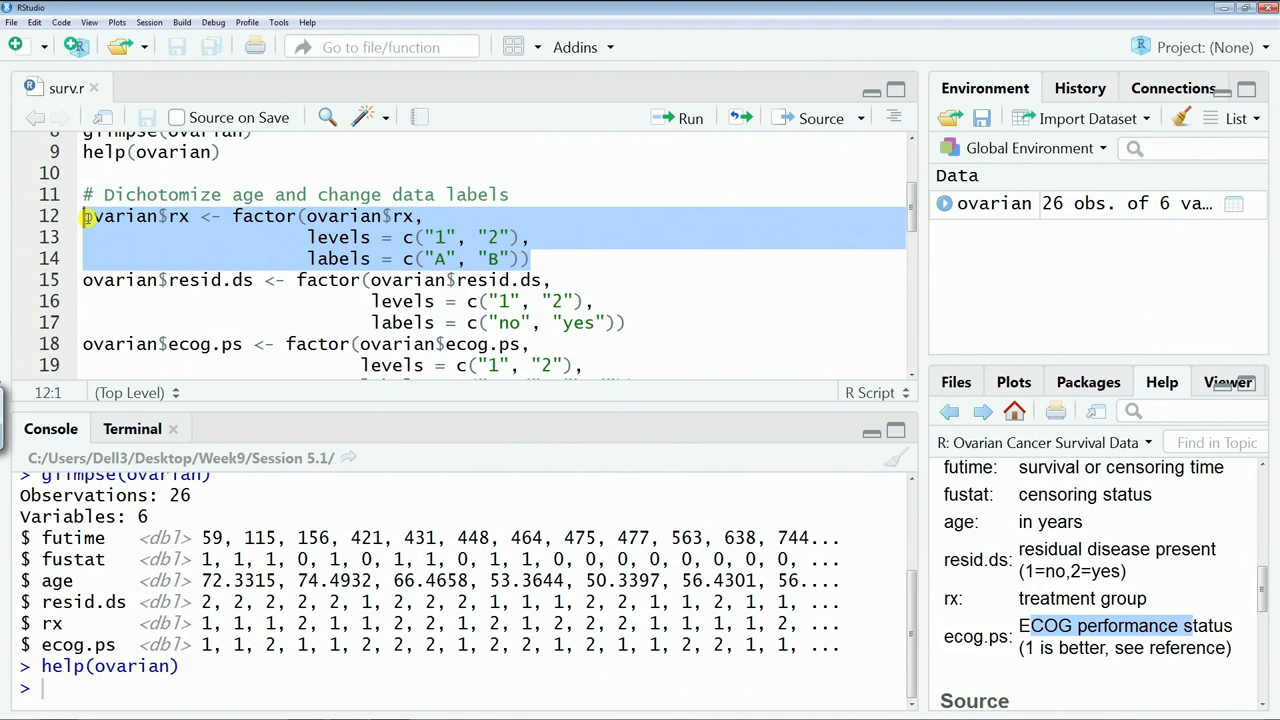 RStudio
File Edit Code View Plots Session Build Debug Profile Tools Help
Go to file/function
Addins
Project: (None)
surv.r
Source on Save
Run
Source
glimpse(ovarian)
9 help(ovarian)
10
11 # Dichotomize age and change data labels
12 ovarian$rx <- factor(ovarian$rx,
13 levels = c("1", "2"),
14 labels = c("A", "B"))
15 ovarian$resid.ds <- factor(ovarian$resid.ds,
16 levels = c("1", "2"),
17 labels = c("no", "yes"))
18 ovarian$ecog.ps <- factor(ovarian$ecog.ps,
19 levels = c("1", "2"),
12:1 (Top Level) R Script
Console Terminal
C:/Users/Dell3/Desktop/Week9/Session 5.1/
> glimpse(ovarian)
Observations: 26
Variables: 6
$ futime <dbl> 59, 115, 156, 421, 431, 448, 464, 475, 477, 563, 638, 744...
$ fustat <dbl> 1, 1, 1, 0, 1, 0, 1, 1, 0, 1, 1, 0, 0, 0, 0, 0, 0, 0, 0,...
$ age <dbl> 72.3315, 74.4932, 66.4658, 53.3644, 50.3397, 56.4301, 56....
$ resid.ds <dbl> 2, 2, 2, 2, 1, 2, 2, 2, 1, 1, 1, 2, 2, 1, 1, 2, 1, 1,...
$ rx <dbl> 1, 1, 1, 2, 1, 1, 2, 2, 1, 2, 1, 2, 2, 2, 1, 1, 1, 1, 2,...
$ ecog.ps <dbl> 1, 1, 2, 1, 1, 2, 2, 2, 1, 2, 1, 1, 2, 2, 1, 1,...
> help(ovarian)
>
Environment History Connections
Import Dataset List
Global Environment
Data
ovarian 26 obs. of 6 va...
Files Plots Packages Help Viewer
R: Ovarian Cancer Survival Data Find in Topic
futime: survival or censoring time
fustat: censoring status
age: in years
resid.ds: residual disease present
(1=no,2=yes)
rx: treatment group
ecog.ps: ECOG performance status
(1 is better, see reference)
Source